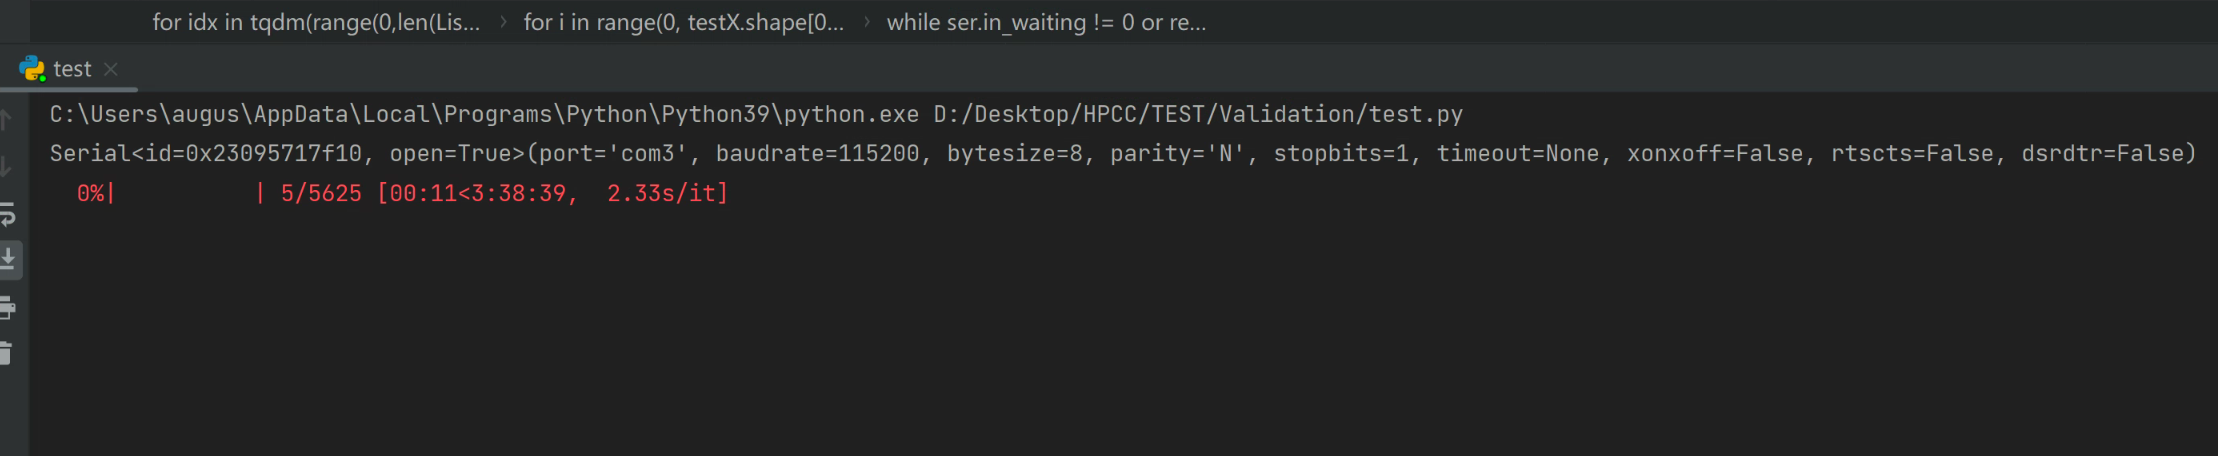 for idx in tqdm(range(0,len(Lis... › for i in range(0, testX.shape[0... › while ser.in_waiting != 0 or re...
test
C:\Users\augus\AppData\Local\Programs\Python\Python39\python.exe D:/Desktop/HPCC/TEST/Validation/test.py
Serial<id=0x23095717f10, open=True>(port='com3', baudrate=115200, bytesize=8, parity='N', stopbits=1, timeout=None, xonxoff=False, rtscts=False, dsrdtr=False)
0%|          | 5/5625 [00:11<3:38:39,  2.33s/it]